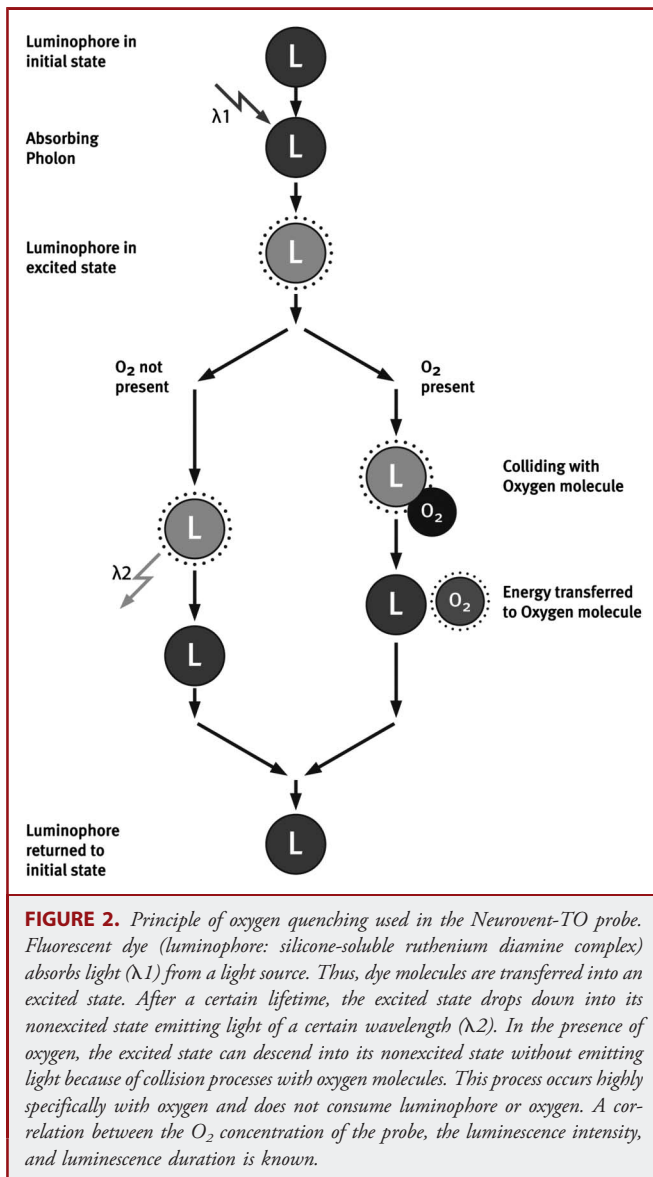 Luminophore in
initial state
L
λ1
Absorbing
Pholon
L
Luminophore in
excited state
L
O₂ not
present
O₂
present
L
O₂
Colliding with
Oxygen molecule
L
λ2
L
O₂
Energy transferred
to Oxygen molecule
L
Luminophore
returned to
initial state
L
FIGURE 2. Principle of oxygen quenching used in the Neurovent-TO probe.
Fluorescent dye (luminophore: silicone-soluble ruthenium diamine complex)
absorbs light (λ1) from a light source. Thus, dye molecules are transferred into an
excited state. After a certain lifetime, the excited state drops down into its
nonexcited state emitting light of a certain wavelength (λ2). In the presence of
oxygen, the excited state can descend into its nonexcited state without emitting
light because of collision processes with oxygen molecules. This process occurs highly
specifically with oxygen and does not consume luminophore or oxygen. A cor-
relation between the O₂ concentration of the probe, the luminescence intensity,
and luminescence duration is known.